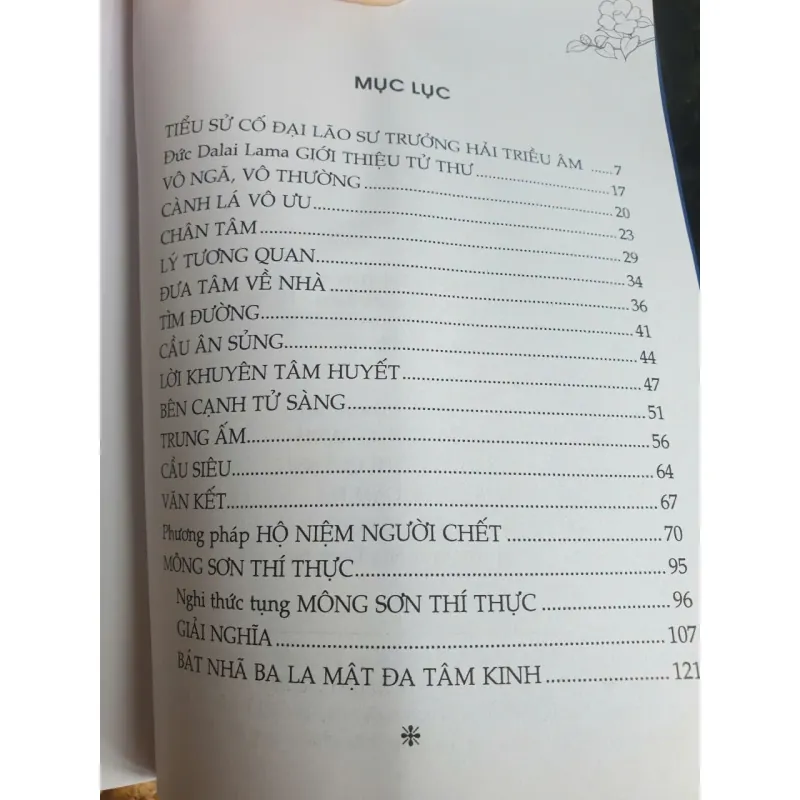 MỤC LỤC
TIỂU SỬ CỐ ĐẠI LÃO SƯ TRƯỞNG HẢI TRIỀU ÂM ......7
Đức Dalai Lama GIỚI THIỆU TỬ THƯ..............................17
VÔ NGÃ, VÔ THƯỜNG..............................20
CÀNH LÁ VÔ ƯU..............................23
CHÂN TÂM..............................29
LÝ TƯƠNG QUAN..............................34
ĐƯA TÂM VỀ NHÀ..............................36
TÌM ĐƯỜNG..............................41
CẦU ÂN SỦNG..............................44
LỜI KHUYÊN TÂM HUYẾT..............................47
BÊN CẠNH TỬ SÀNG..............................51
TRUNG ẤM..............................56
CẦU SIÊU..............................64
VĂN KẾT..............................67
Phương pháp HỘ NIỆM NGƯỜI CHẾT..............................70
MÔNG SƠN THÍ THỰC..............................95
Nghi thức tụng MÔNG SƠN THÍ THỰC..............................96
GIẢI NGHĨA..............................107
BÁT NHÃ BA LA MẬT ĐA TÂM KINH..............................121